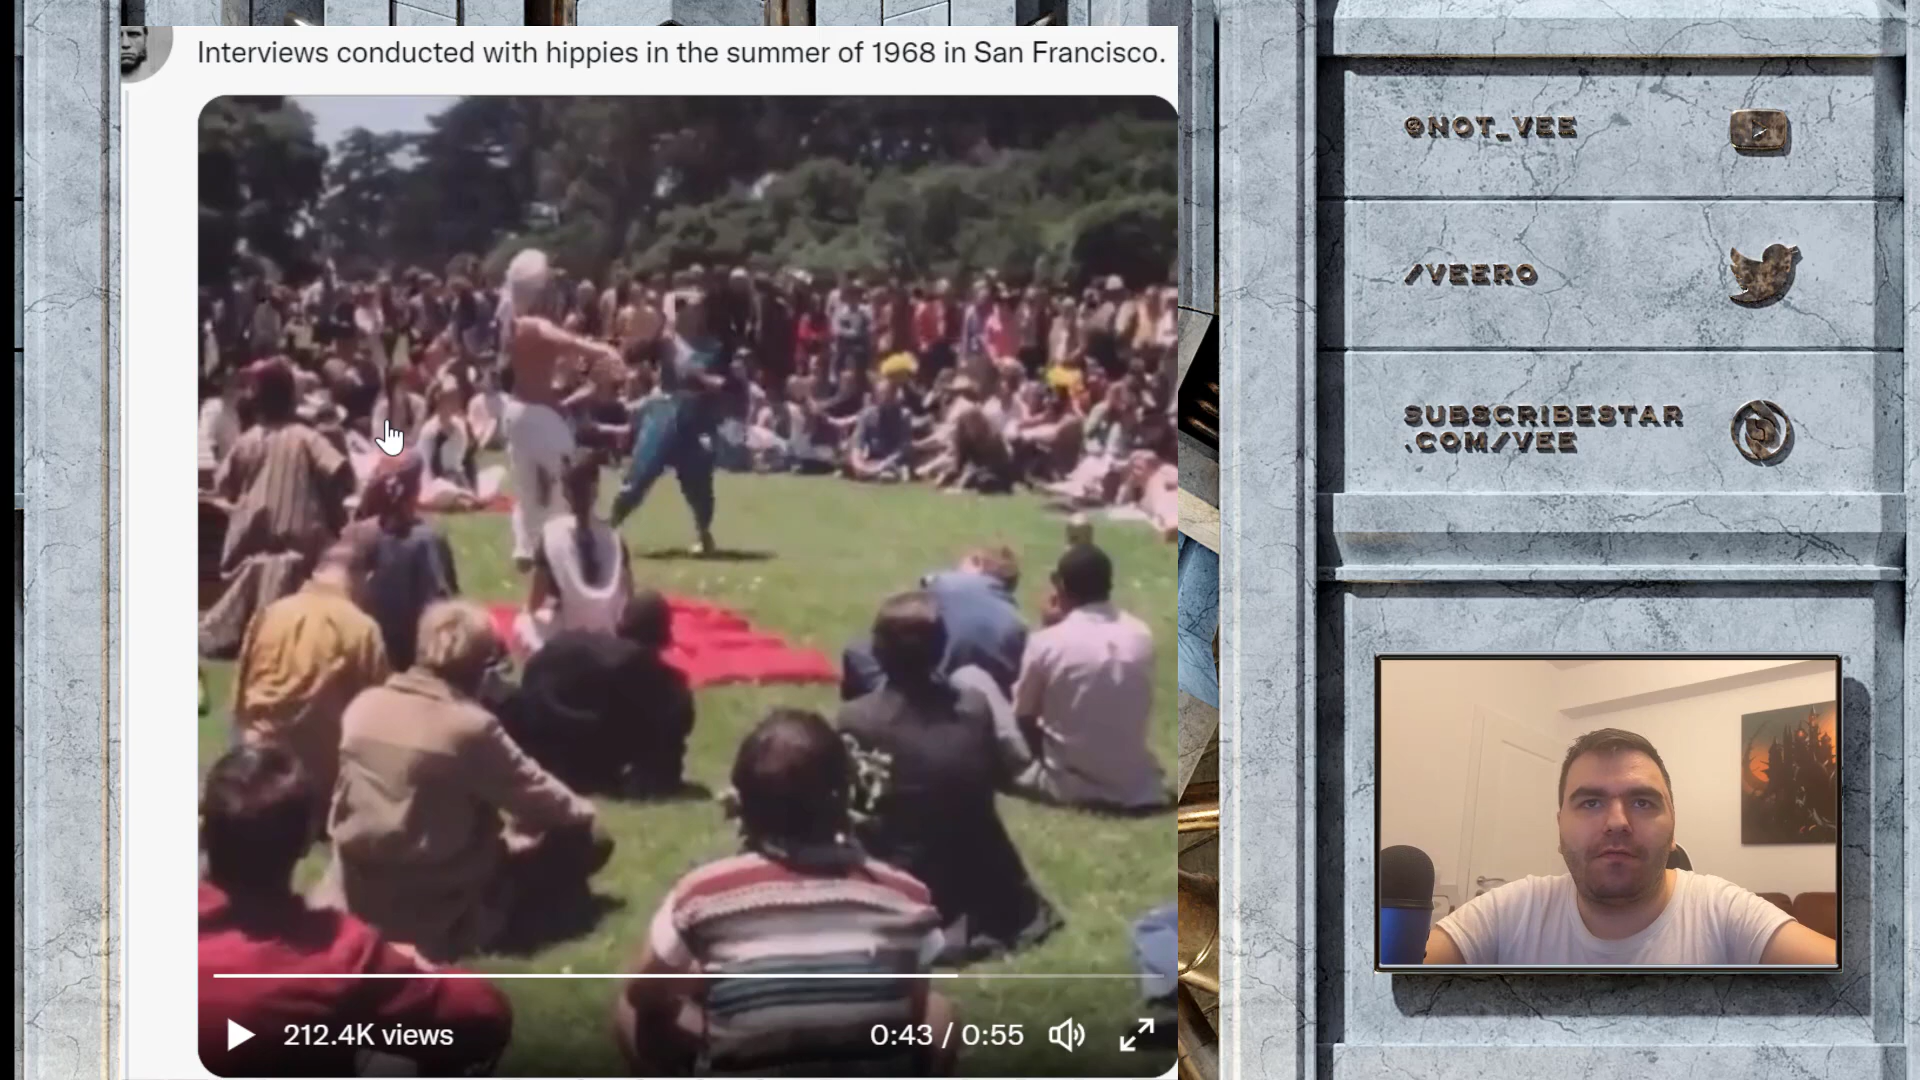 Interviews conducted with hippies in the summer of 1968 in San Francisco.
@NOT_VEE
/VEERO
SUBSCRIBESTAR
.COM/VEE
212.4K views
0:43 / 0:55